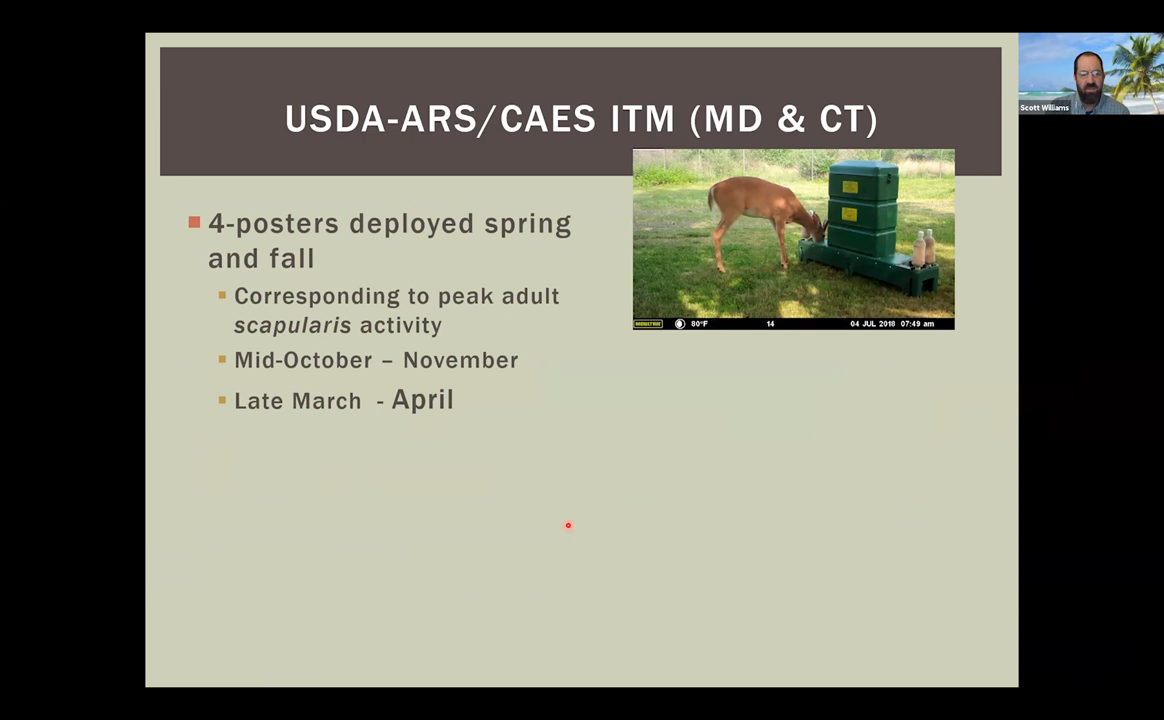 USDA-ARS/CAES ITM (MD & CT)
Scott Williams
4-posters deployed spring
and fall
Corresponding to peak adult
scapularis activity
Mid-October – November
Late March - April
80°F
14
04 JUL 2018 07:49 am